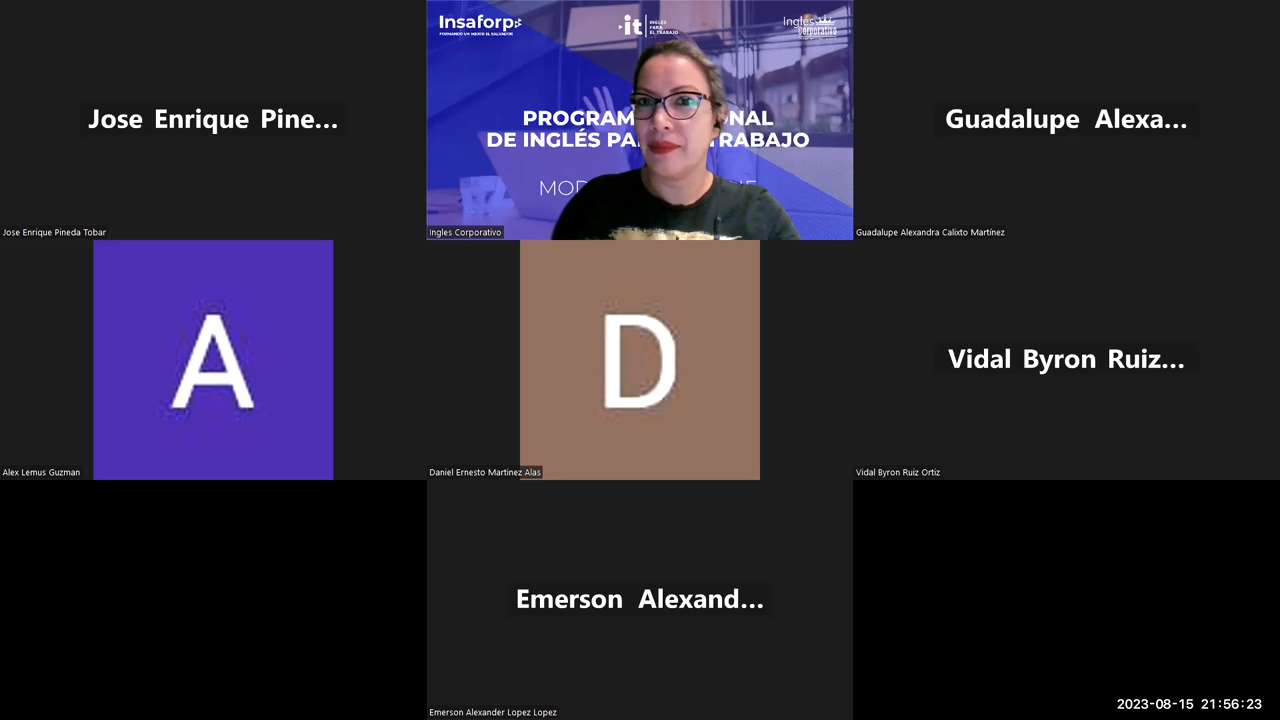 Jose Enrique Pine...
Jose Enrique Pineda Tobar
Insaforp
FORMANDO UN MEJOR EL SALVADOR
it
INGLÉS
PARA
EL TRABAJO
Inglés
Corporativo
PROGRAM NAL
DE INGLÉS PA TRABAJO
MOD NE
Ingles Corporativo
Guadalupe Alexa...
Guadalupe Alexandra Calixto Martínez
A
Alex Lemus Guzman
D
Daniel Ernesto Martinez Alas
Vidal Byron Ruiz...
Vidal Byron Ruiz Ortiz
Emerson Alexand...
Emerson Alexander Lopez Lopez
2023-08-15 21:56:23